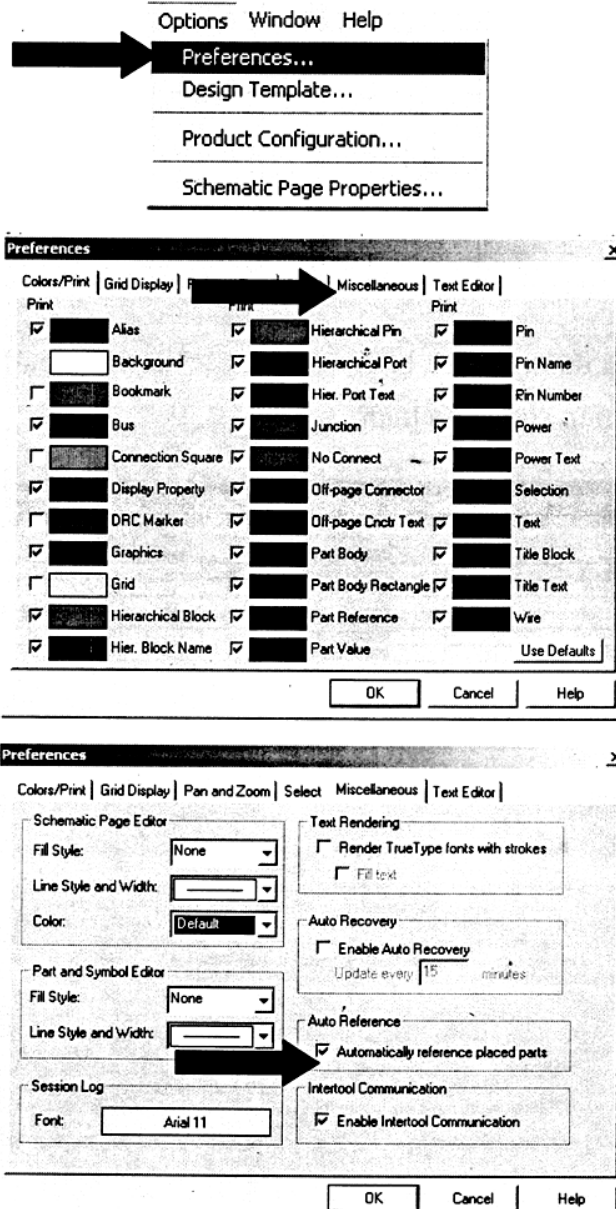 Options Window Help
Preferences...
Design Template...
Product Configuration...
Schematic Page Properties...
Preferences
Colors/Print Grid Display Miscellaneous Text Editor
Print Print Print
Alias Hierarchical Pin Pin
Background Hierarchical Port Pin Name
Bookmark Hier. Port Text Pin Number
Bus Junction Power
Connection Square No Connect Power Text
Display Property Off-page Connector Selection
DRC Marker Off-page Cnctr Text Text
Graphics Part Body Title Block
Grid Part Body Rectangle Title Text
Hierarchical Block Part Reference Wire
Hier. Block Name Part Value Use Defaults
OK Cancel Help
Preferences
Colors/Print Grid Display Pan and Zoom Select Miscellaneous Text Editor
Schematic Page Editor Text Rendering
Fill Style: None Render TrueType fonts with strokes
Fill text
Line Style and Width:
Color: Default Auto Recovery
Enable Auto Recovery
Part and Symbol Editor Update every 15 minutes
Fill Style: None
Auto Reference
Line Style and Width:
Automatically reference placed parts
Session Log Intertool Communication
Font: Arial 11 Enable Intertool Communication
OK Cancel Help